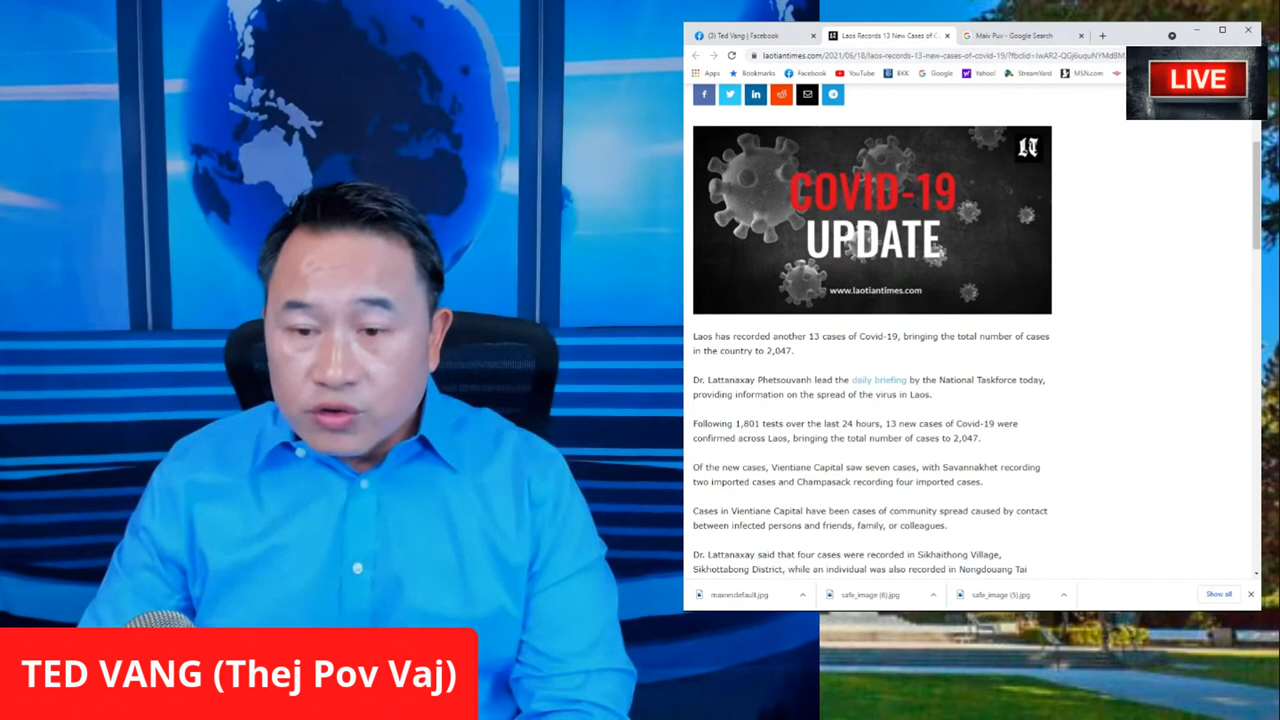 Ted Vang | Facebook
Laos Records 13 New Cases of C
Maiv Puv - Google Search
laotiantimes.com/2021/06/18/laos-records-13-new-cases-of-covid-19/?fbclid=IwAR2-QGj6uquNYMdBM
Apps Bookmarks Facebook YouTube BKK Google Yahoo! StreamYard MSN.com
LIVE
LT
COVID-19
UPDATE
www.laotiantimes.com
Laos has recorded another 13 cases of Covid-19, bringing the total number of cases
in the country to 2,047.
Dr. Lattanaxay Phetsouvanh lead the daily briefing by the National Taskforce today,
providing information on the spread of the virus in Laos.
Following 1,801 tests over the last 24 hours, 13 new cases of Covid-19 were
confirmed across Laos, bringing the total number of cases to 2,047.
Of the new cases, Vientiane Capital saw seven cases, with Savannakhet recording
two imported cases and Champasack recording four imported cases.
Cases in Vientiane Capital have been cases of community spread caused by contact
between infected persons and friends, family, or colleagues.
Dr. Lattanaxay said that four cases were recorded in Sikhaithong Village,
Sikhottabong District, while an individual was also recorded in Nongdouang Tai
maxresdefault.jpg
safe_image (6).jpg
safe_image (5).jpg
Show all
TED VANG (Thej Pov Vaj)